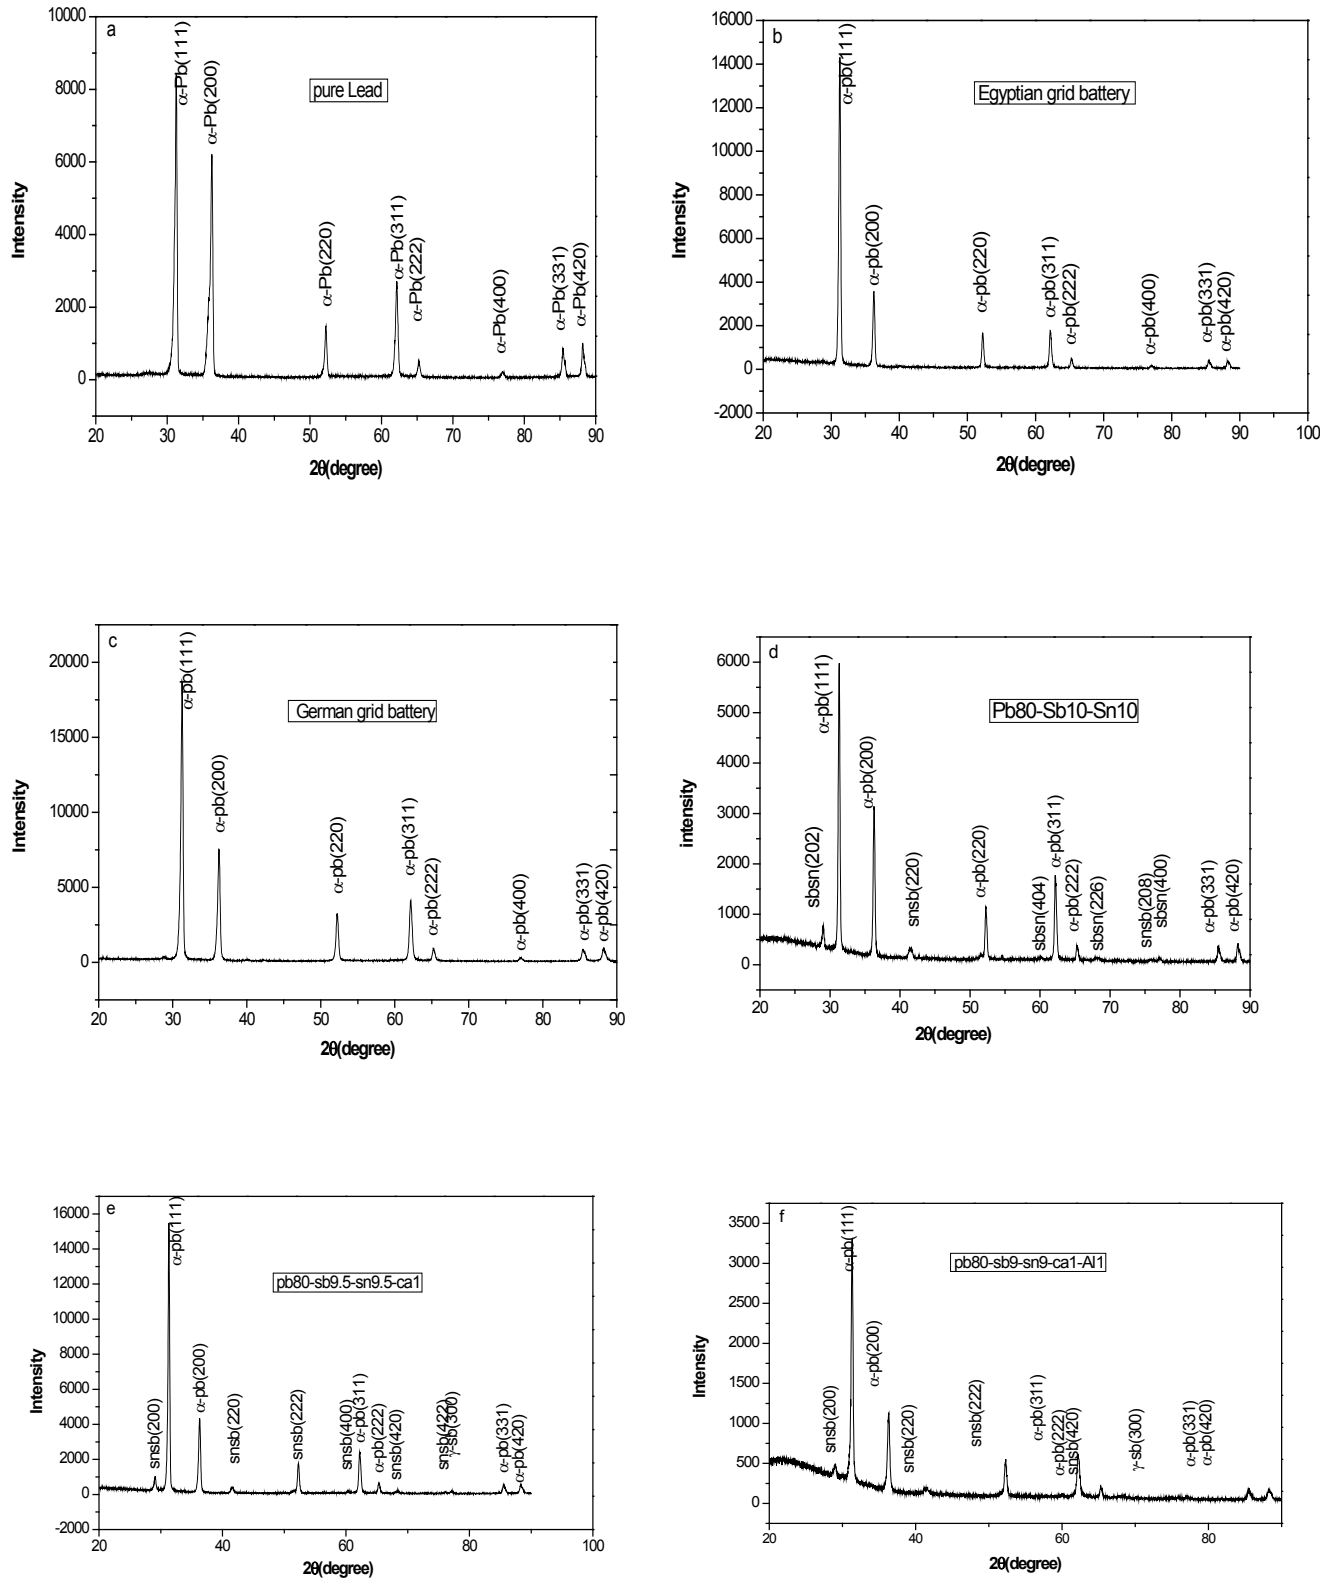 a
pure Lead
10000
8000
6000
4000
2000
0
Intensity
α-Pb(111)
α-Pb(200)
α-Pb(220)
α-Pb(311)
α-Pb(222)
α-Pb(400)
α-Pb(331)
α-Pb(420)
20 30 40 50 60 70 80 90
2θ(degree)
b
Egyptian grid battery
16000
14000
12000
10000
8000
6000
4000
2000
0
-2000
Intensity
α-pb(111)
α-pb(200)
α-pb(220)
α-pb(311)
α-pb(222)
α-pb(400)
α-pb(331)
α-pb(420)
20 30 40 50 60 70 80 90 100
2θ(degree)
c
German grid battery
20000
15000
10000
5000
0
Intensity
α-pb(111)
α-pb(200)
α-pb(220)
α-pb(311)
α-pb(222)
α-pb(400)
α-pb(331)
α-pb(420)
20 30 40 50 60 70 80 90
2θ(degree)
d
Pb80-Sb10-Sn10
6000
5000
4000
3000
2000
1000
0
intensity
sbsn(202)
α-pb(111)
α-pb(200)
snsb(220)
α-pb(220)
sbsn(404)
α-pb(311)
α-pb(222)
sbsn(226)
snsb(208)
sbsn(400)
α-pb(331)
α-pb(420)
20 30 40 50 60 70 80 90
2θ(degree)
e
pb80-sb9.5-sn9.5-ca1
16000
14000
12000
10000
8000
6000
4000
2000
0
-2000
Intensity
snsb(200)
α-pb(111)
α-pb(200)
snsb(220)
snsb(222)
snsb(400)
α-pb(311)
α-pb(222)
snsb(420)
snsb(422)
γ-sb(300)
α-pb(331)
α-pb(420)
20 40 60 80 100
2θ(degree)
f
pb80-sb9-sn9-ca1-Al1
3500
3000
2500
2000
1500
1000
500
0
Intensity
snsb(200)
α-pb(111)
α-pb(200)
snsb(220)
snsb(222)
α-pb(311)
α-pb(222)
snsb(420)
γ-sb(300)
α-pb(331)
α-pb(420)
20 40 60 80
2θ(degree)